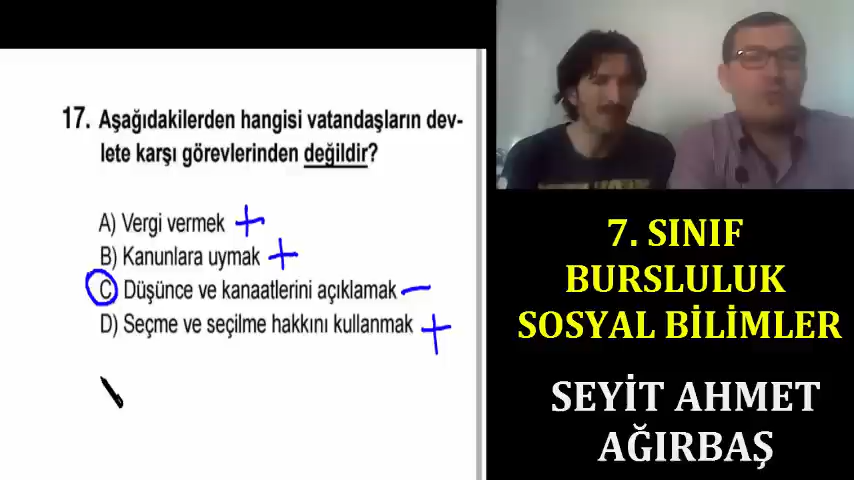 17. Aşağıdakilerden hangisi vatandaşların dev-
lete karşı görevlerinden değildir?
A) Vergi vermek +
B) Kanunlara uymak +
C) Düşünce ve kanaatlerini açıklamak −
D) Seçme ve seçilme hakkını kullanmak +
7. SINIF
BURSLULUK
SOSYAL BİLİMLER
SEYİT AHMET
AĞIRBAŞ